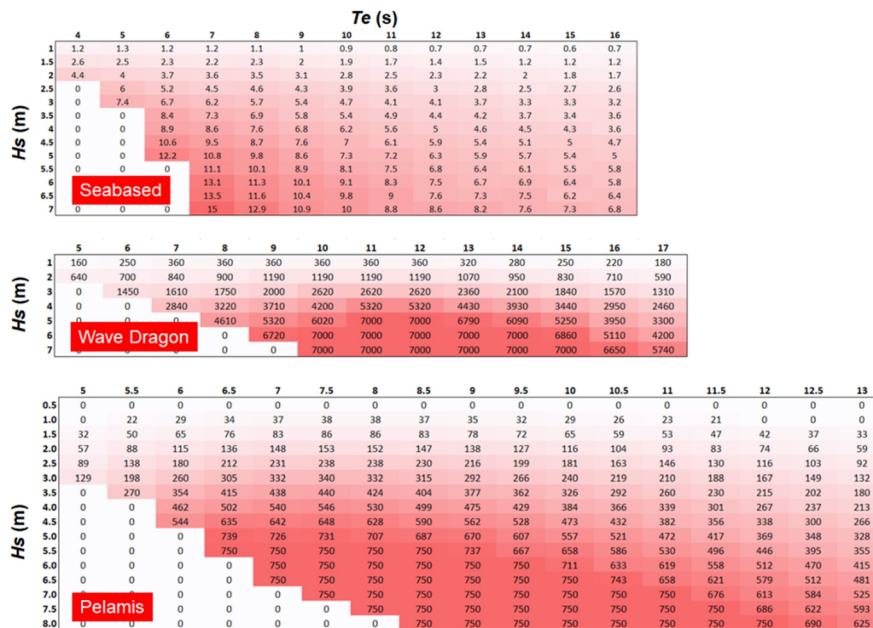 Te (s)
4 5 6 7 8 9 10 11 12 13 14 15 16
1 1.2 1.3 1.2 1.2 1.1 1 0.9 0.8 0.7 0.7 0.7 0.6 0.7
1.5 2.6 2.5 2.3 2.2 2.3 2 1.9 1.7 1.4 1.5 1.2 1.2 1.2
2 4.4 4 3.7 3.6 3.5 3.1 2.8 2.5 2.3 2.2 2 1.8 1.7
2.5 0 6 5.2 4.5 4.6 4.3 3.9 3.6 3 2.8 2.5 2.7 2.6
3 0 7.4 6.7 6.2 5.7 5.4 4.7 4.1 4.1 3.7 3.3 3.3 3.2
3.5 0 0 8.4 7.3 6.9 5.8 5.4 4.9 4.4 4.2 3.7 3.4 3.6
4 0 0 8.9 8.6 7.6 6.8 6.2 5.6 5 4.6 4.5 4.3 3.6
4.5 0 0 10.6 9.5 8.7 7.6 7 6.1 5.9 5.4 5.1 5 4.7
5 0 0 12.2 10.8 9.8 8.6 7.3 7.2 6.3 5.9 5.7 5.4 5
5.5 0 0 0 11.1 10.1 8.9 8.1 7.5 6.8 6.4 6.1 5.5 5.8
6 13.1 11.3 10.1 9.1 8.3 7.5 6.7 6.9 6.4 5.8
6.5 13.5 11.6 10.4 9.8 9 7.6 7.3 7.5 6.2 6.4
7 0 0 0 15 12.9 10.9 10 8.8 8.6 8.2 7.6 7.3 6.8
Hs (m)
Seabased
5 6 7 8 9 10 11 12 13 14 15 16 17
1 160 250 360 360 360 360 360 360 320 280 250 220 180
2 640 700 840 900 1190 1190 1190 1190 1070 950 830 710 590
3 0 1450 1610 1750 2000 2620 2620 2620 2360 2100 1840 1570 1310
4 0 0 2840 3220 3710 4200 5320 5320 4430 3930 3440 2950 2460
5 4610 5320 6020 7000 7000 6790 6090 5250 3950 3300
6 0 6720 7000 7000 7000 7000 7000 6860 5110 4200
7 0 0 7000 7000 7000 7000 7000 7000 6650 5740
Hs (m)
Wave Dragon
5 5.5 6 6.5 7 7.5 8 8.5 9 9.5 10 10.5 11 11.5 12 12.5 13
0.5 0 0 0 0 0 0 0 0 0 0 0 0 0 0 0 0 0
1.0 0 22 29 34 37 38 38 37 35 32 29 26 23 21 0 0 0
1.5 32 50 65 76 83 86 86 83 78 72 65 59 53 47 42 37 33
2.0 57 88 115 136 148 153 152 147 138 127 116 104 93 83 74 66 59
2.5 89 138 180 212 231 238 238 230 216 199 181 163 146 130 116 103 92
3.0 129 198 260 305 332 340 332 315 292 266 240 219 210 188 167 149 132
3.5 0 270 354 415 438 440 424 404 377 362 326 292 260 230 215 202 180
4.0 0 0 462 502 540 546 530 499 475 429 384 366 339 301 267 237 213
4.5 0 0 544 635 642 648 628 590 562 528 473 432 382 356 338 300 266
5.0 0 0 0 739 726 731 707 687 670 607 557 521 472 417 369 348 328
5.5 0 0 0 750 750 750 750 750 737 667 658 586 530 496 446 395 355
6.0 0 0 0 0 750 750 750 750 750 750 711 633 619 558 512 470 415
6.5 0 0 0 0 750 750 750 750 750 750 750 743 658 621 579 512 481
7.0 0 0 750 750 750 750 750 750 750 750 676 613 584 525
7.5 0 0 0 750 750 750 750 750 750 750 750 686 622 593
8.0 0 0 0 0 0 0 0 750 750 750 750 750 750 750 750 690 625
Hs (m)
Pelamis